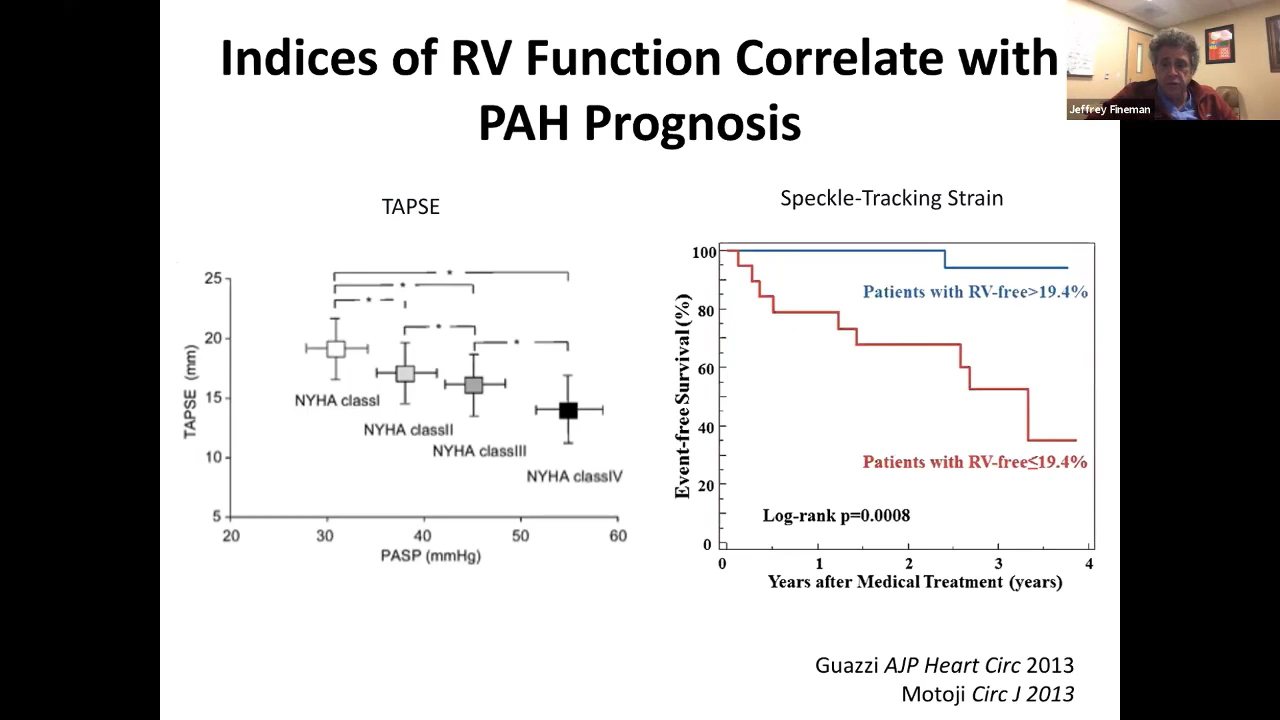 Indices of RV Function Correlate with
PAH Prognosis
Jeffrey Fineman
TAPSE
25
20
15
10
5
TAPSE (mm)
* 
*
*
*
*
NYHA classI
NYHA classII
NYHA classIII
NYHA classIV
20 30 40 50 60
PASP (mmHg)
Speckle-Tracking Strain
100
80
60
40
20
0
Event-free Survival (%)
Patients with RV-free>19.4%
Patients with RV-free≤19.4%
Log-rank p=0.0008
0 1 2 3 4
Years after Medical Treatment (years)
Guazzi AJP Heart Circ 2013
Motoji Circ J 2013